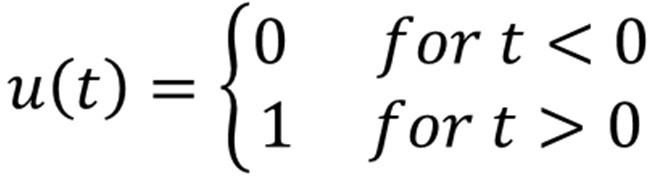 u(t) = {0 for t < 0
1 for t > 0